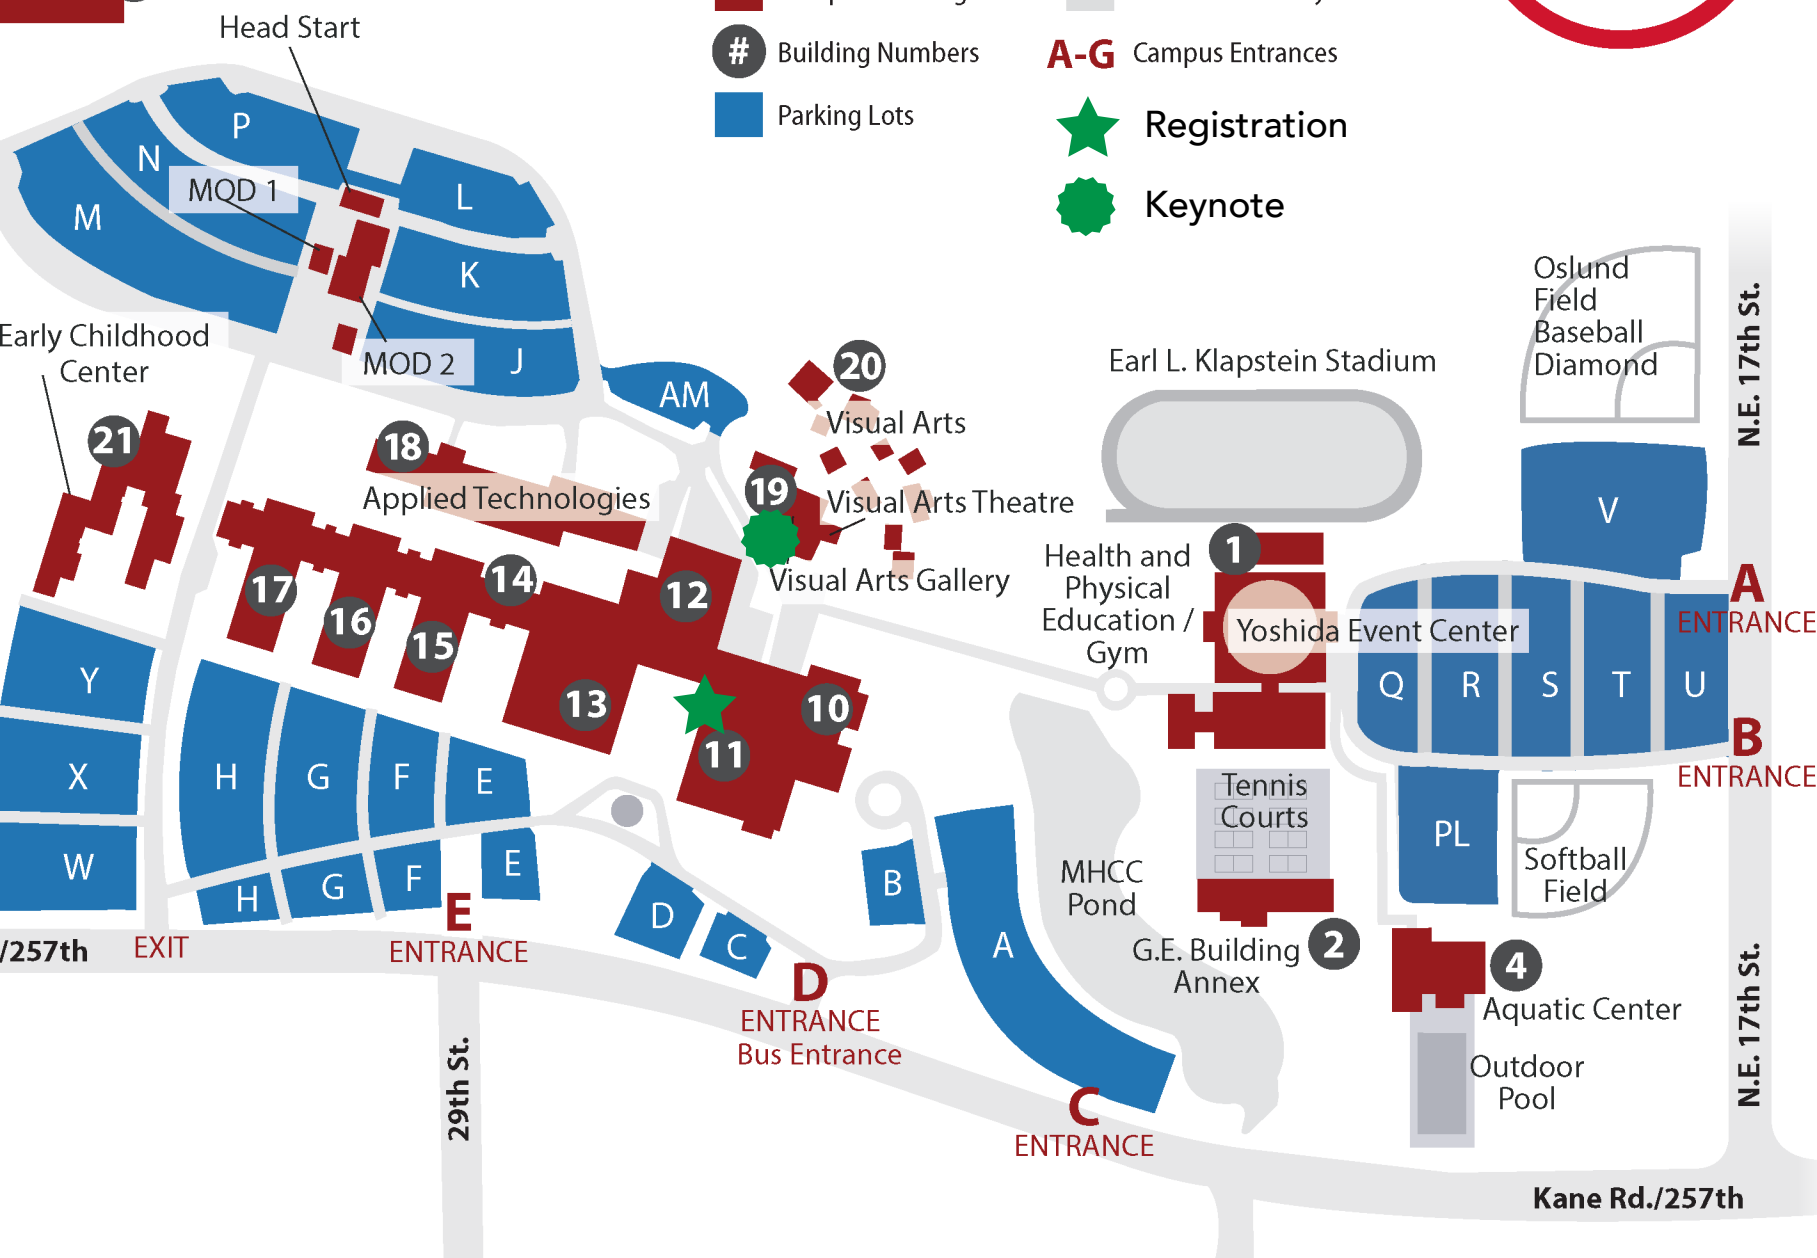 Head Start
# Building Numbers
A-G Campus Entrances
Parking Lots
Registration
Keynote
P
N
MOD 1
L
M
K
J
MOD 2
AM
Early Childhood
Center
21
18
Applied Technologies
20
Visual Arts
19
Visual Arts Theatre
Visual Arts Gallery
Earl L. Klapstein Stadium
Oslund
Field
Baseball
Diamond
N.E. 17th St.
V
1
Health and
Physical
Education /
Gym
Yoshida Event Center
A
ENTRANCE
Q
R
S
T
U
B
ENTRANCE
17
16
15
14
13
12
11
10
Y
X
W
H
G
F
E
H
G
F
E
D
C
B
A
MHCC
Pond
Tennis
Courts
PL
Softball
Field
G.E. Building
Annex
2
4
Aquatic Center
Outdoor
Pool
N.E. 17th St.
/257th
EXIT
E
ENTRANCE
D
ENTRANCE
Bus Entrance
C
ENTRANCE
29th St.
Kane Rd./257th